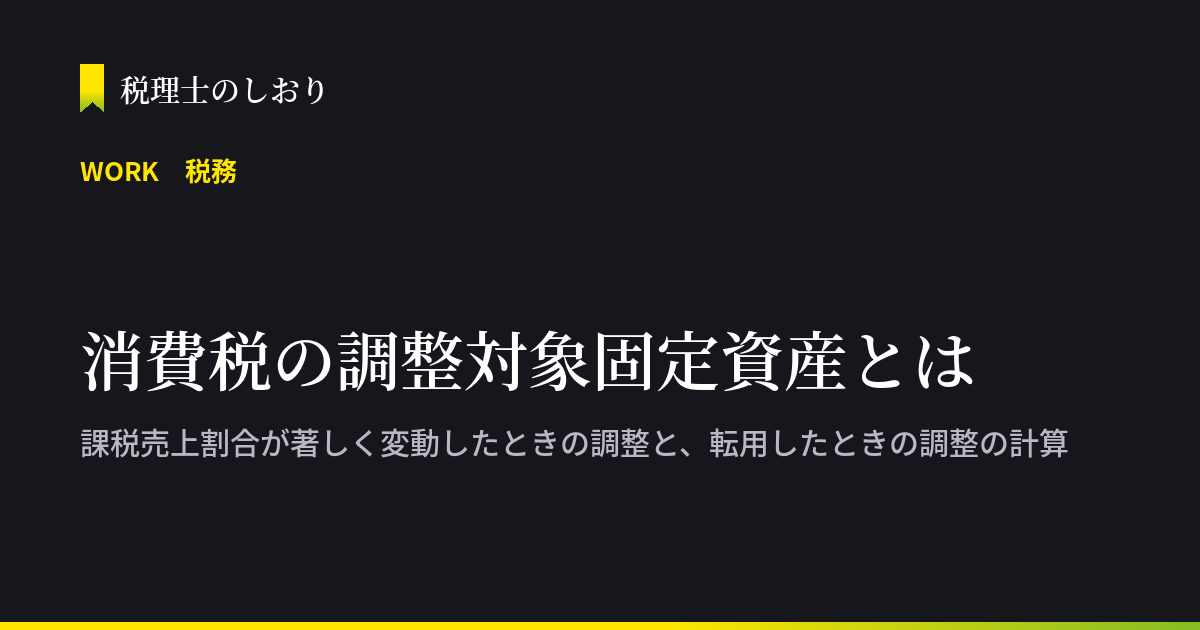 税理士のしおり
WORK 税務
消費税の調整対象固定資産とは
課税売上割合が著しく変動したときの調整と、転用したときの調整の計算